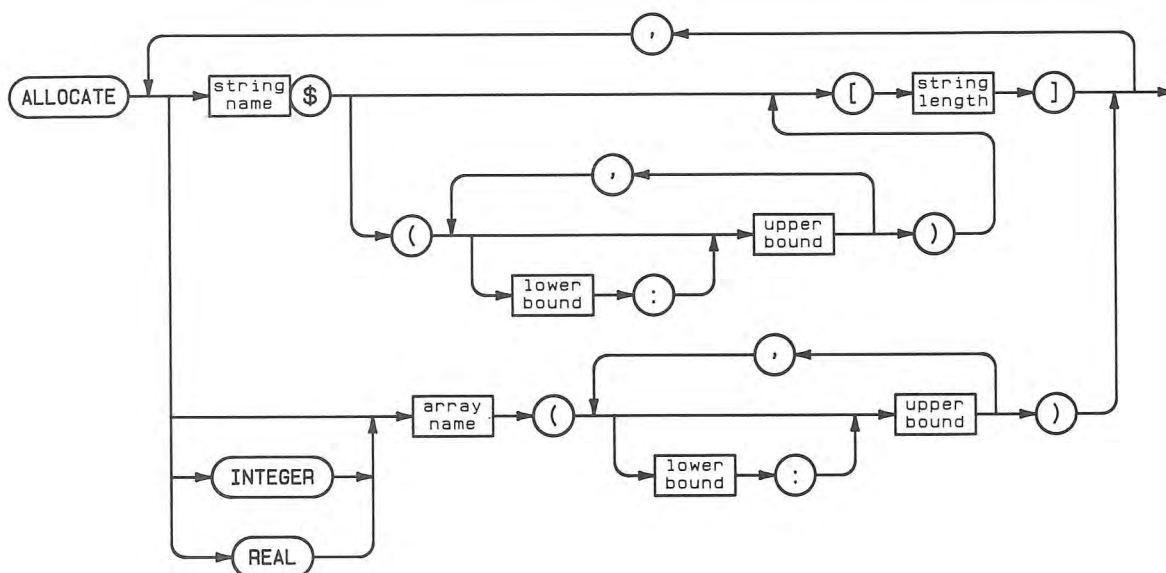 ,
ALLOCATE
string
name
$
[
string
length
]
,
(
upper
bound
)
lower
bound
:
,
array
name
(
upper
bound
)
lower
bound
:
INTEGER
REAL